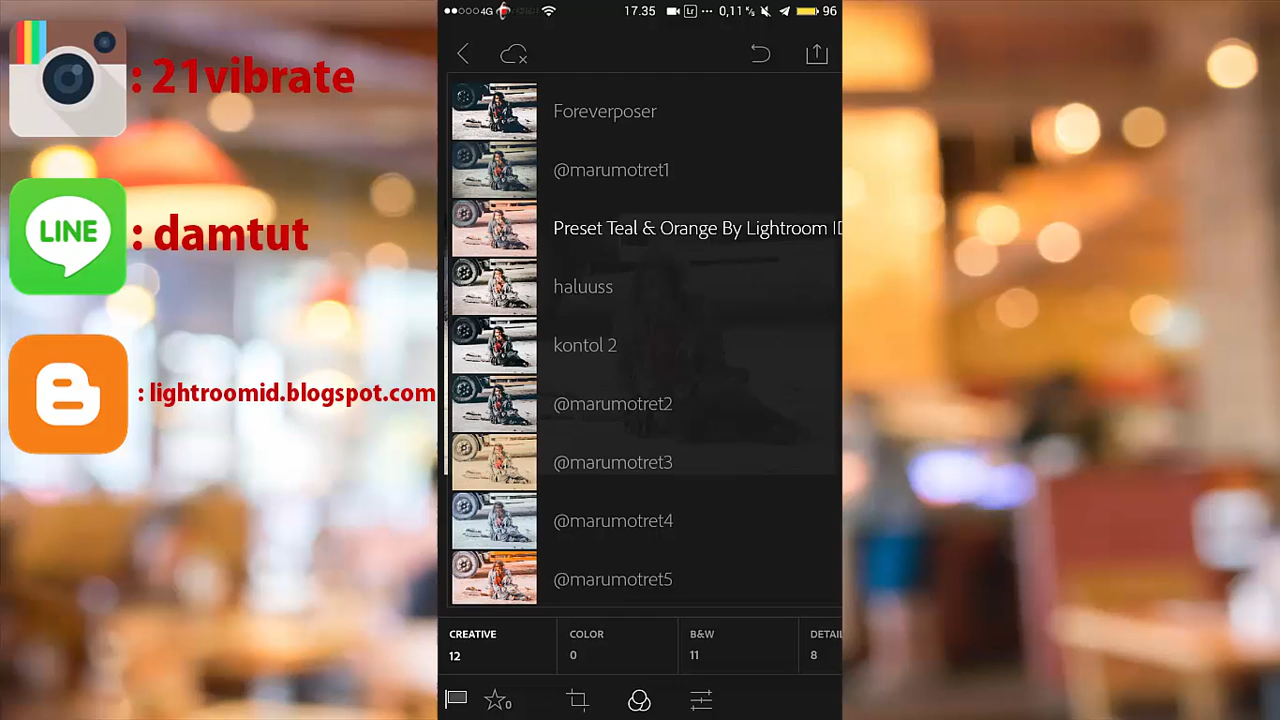 : 21vibrate
LINE
: damtut
: lightroomid.blogspot.com
4G
17.35
Lr
0,11 K/s
96
Foreverposer
@marumotret1
Preset Teal & Orange By Lightroom ID
haluuss
kontol 2
@marumotret2
@marumotret3
@marumotret4
@marumotret5
CREATIVE
12
COLOR
0
B&W
11
DETAIL
8
0